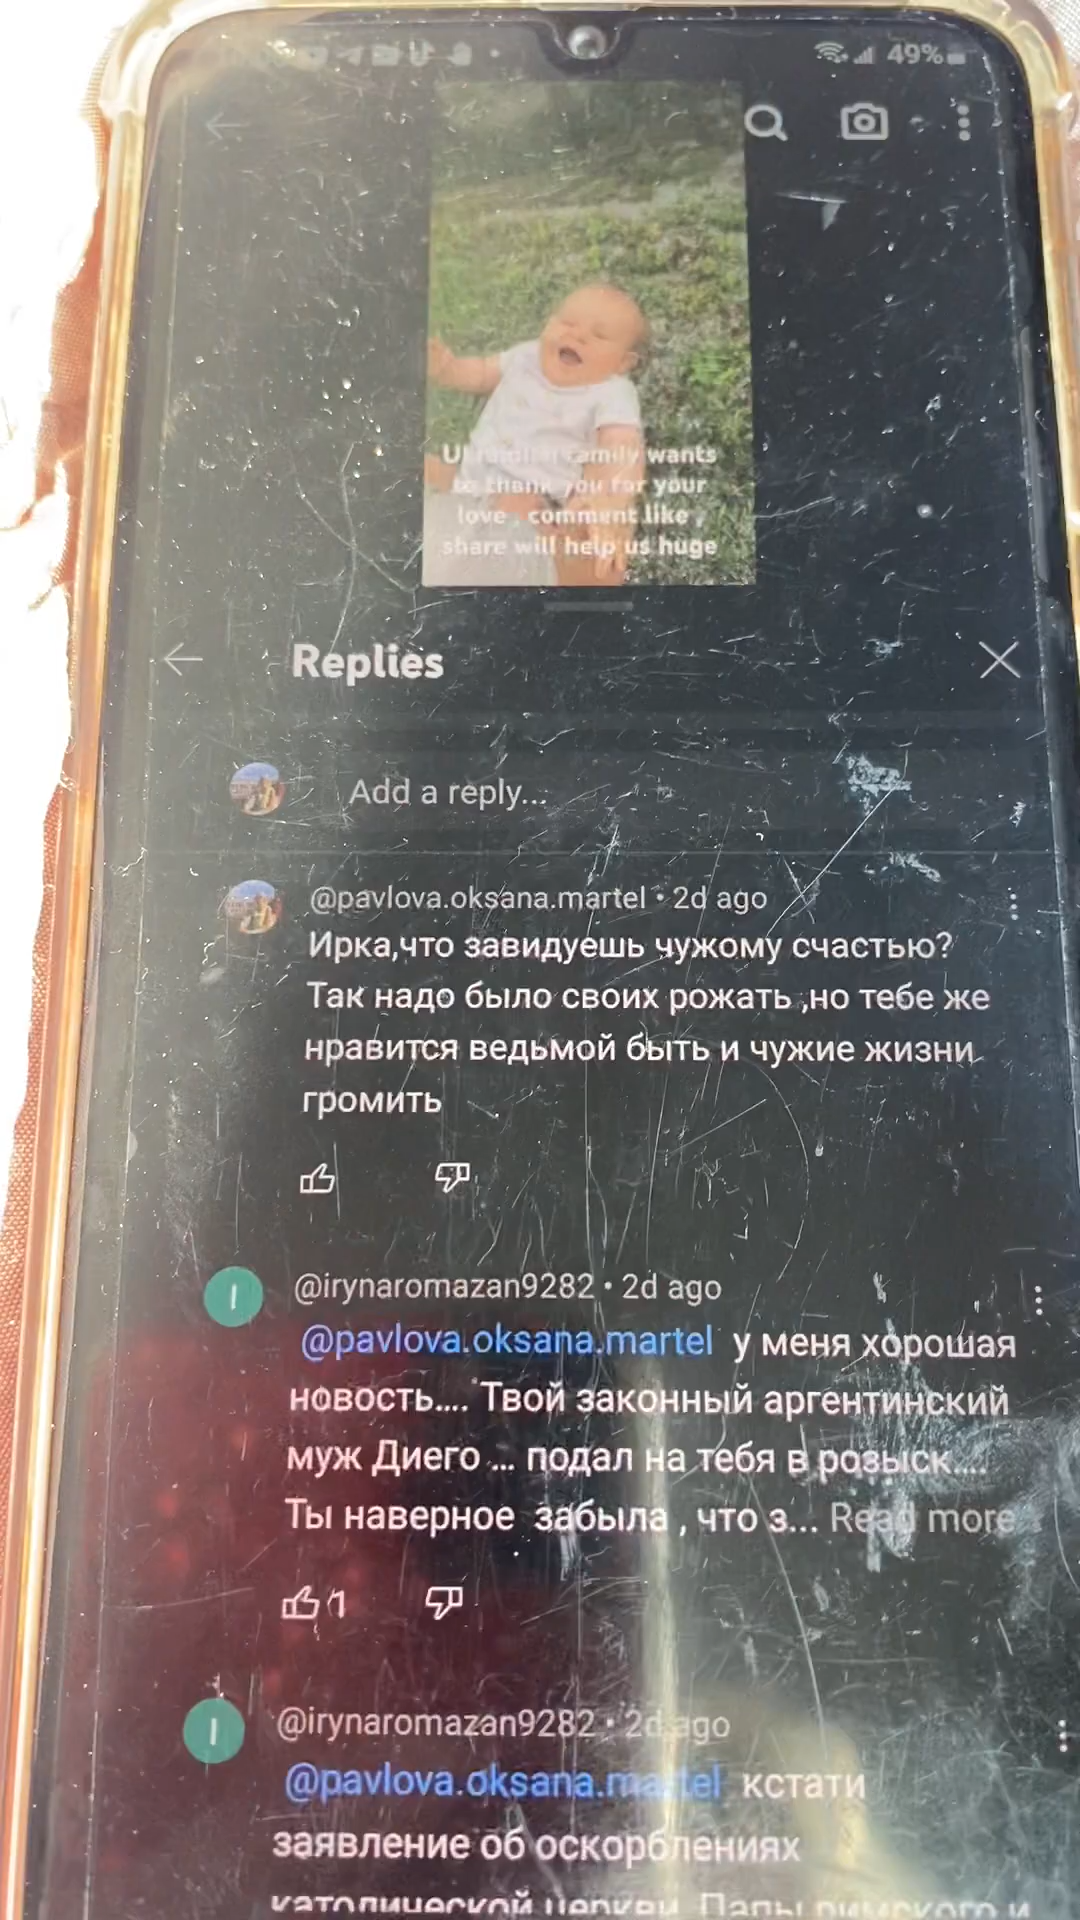 49%
Ukrainian family wants
to thank you for your
love , comment like ,
share will help us huge
Replies
Add a reply...
@pavlova.oksana.martel • 2d ago
Ирка,что завидуешь чужому счастью?
Так надо было своих рожать ,но тебе же
нравится ведьмой быть и чужие жизни
громить
I
@irynaromazan9282 • 2d ago
@pavlova.oksana.martel у меня хорошая
новость.... Твой законный аргентинский
муж Диего ... подал на тебя в розыск....
Ты наверное забыла , что з... Read more
1
I
@irynaromazan9282 • 2d ago
@pavlova.oksana.martel кстати
заявление об оскорблениях
католической церкви Папы римского и